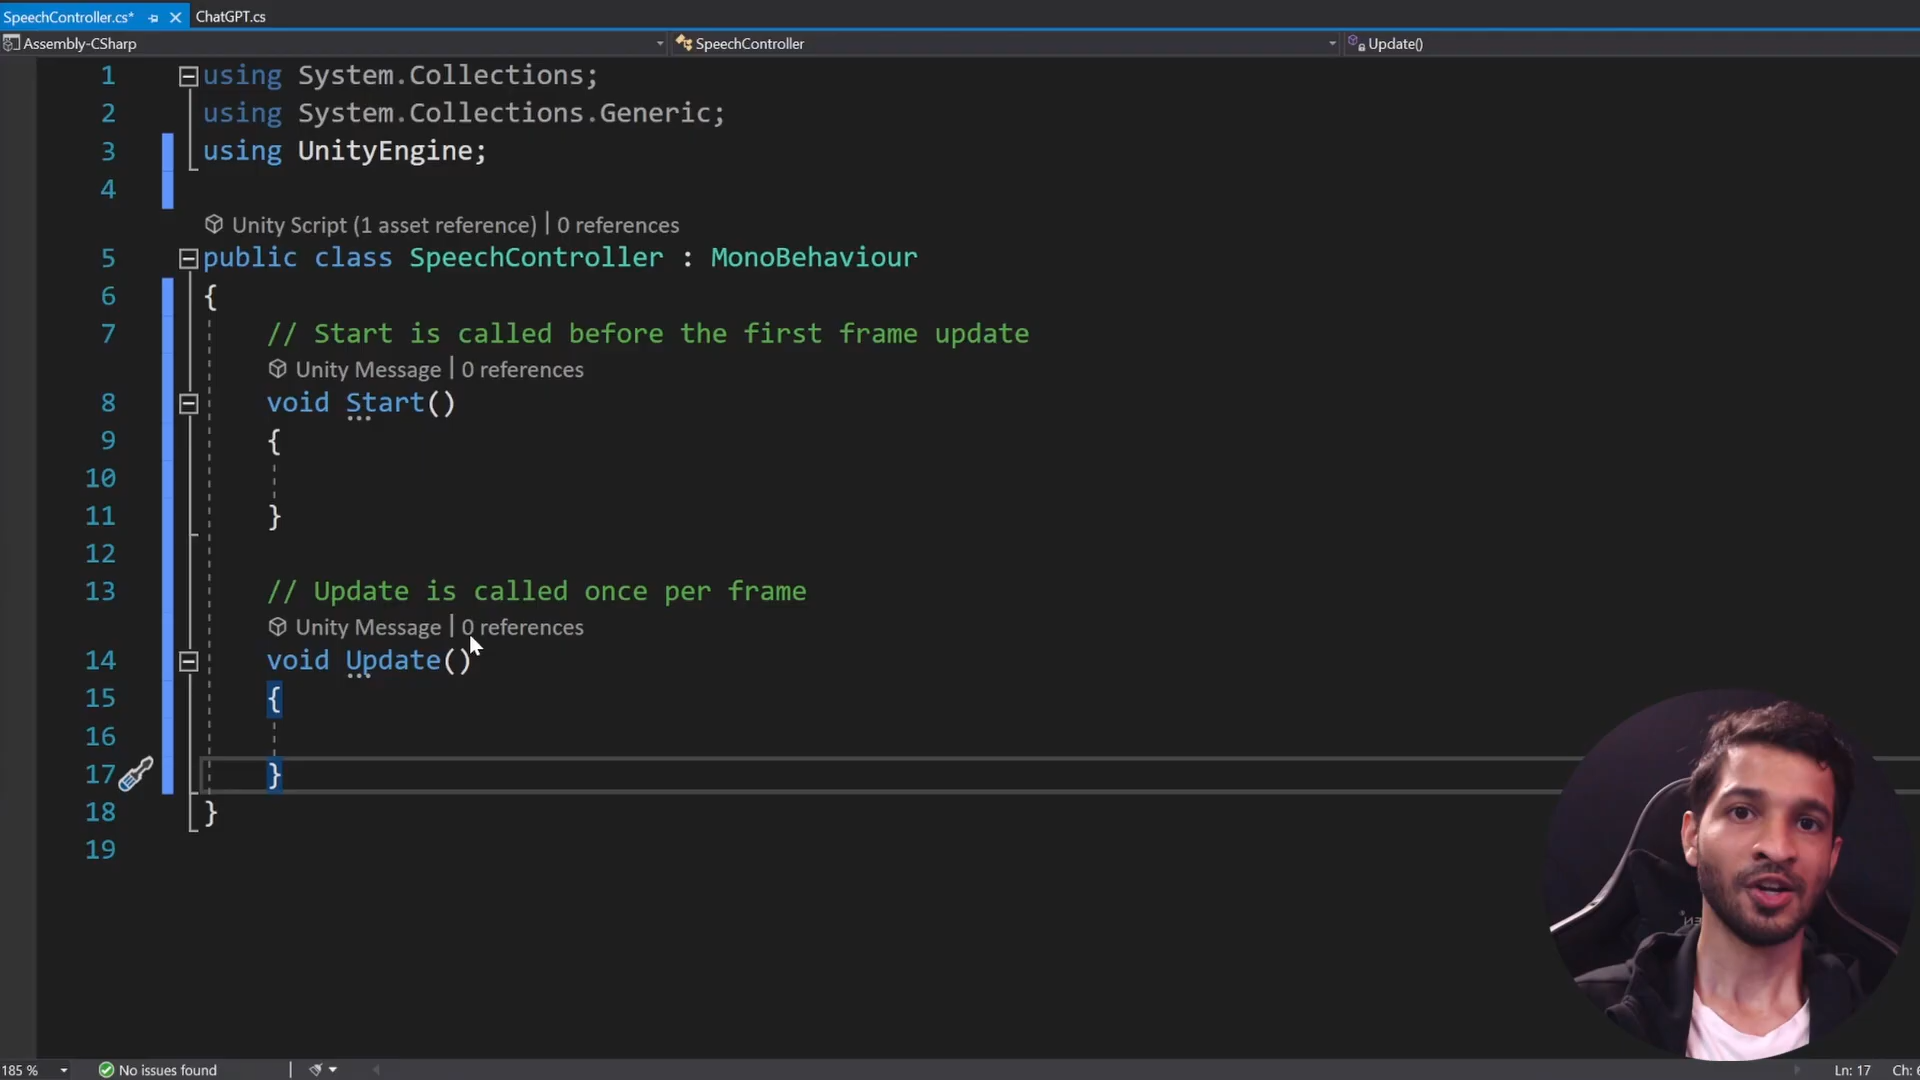 SpeechController.cs* ChatGPT.cs
Assembly-CSharp SpeechController Update()
1 using System.Collections;
2 using System.Collections.Generic;
3 using UnityEngine;
4
Unity Script (1 asset reference) | 0 references
5 public class SpeechController : MonoBehaviour
6 {
7 // Start is called before the first frame update
Unity Message | 0 references
8 void Start()
9 {
10
11 }
12
13 // Update is called once per frame
Unity Message | 0 references
14 void Update()
15 {
16
17 }
18 }
19
185 % No issues found Ln: 17 Ch: